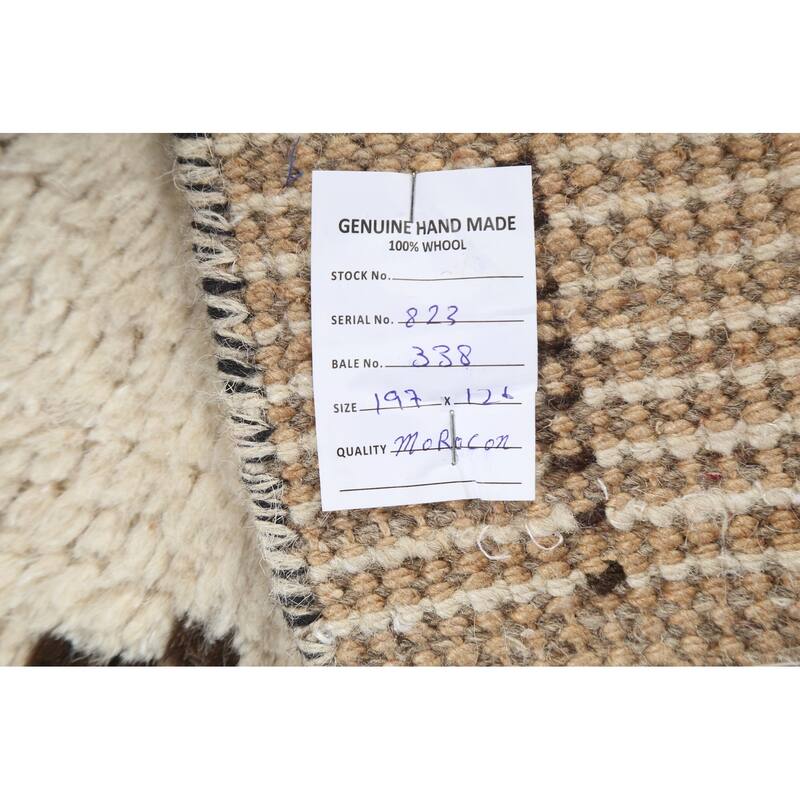 GENUINE HAND MADE
100% WHOOL
STOCK No.
SERIAL No. 823
BALE No. 338
SIZE 197 x 126
QUALITY MoRocon